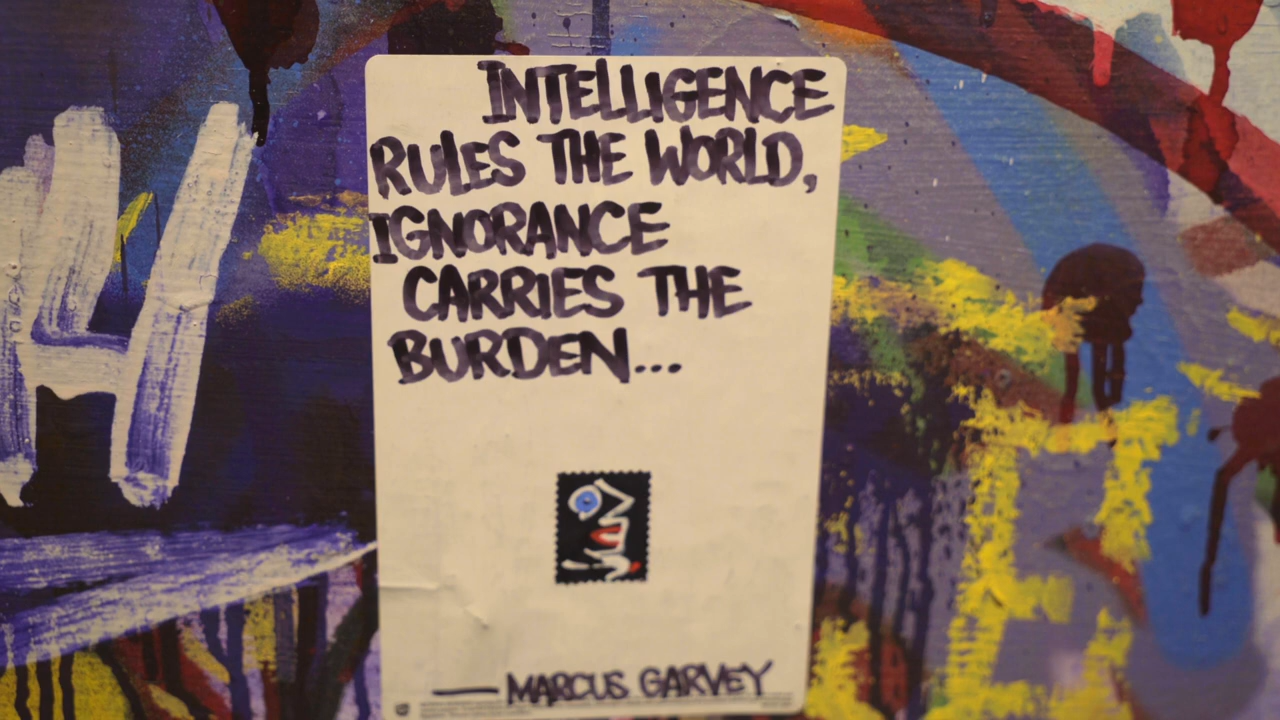 INTELLIGENCE
RULES THE WORLD,
IGNORANCE
CARRIES THE
BURDEN...
— MARCUS GARVEY